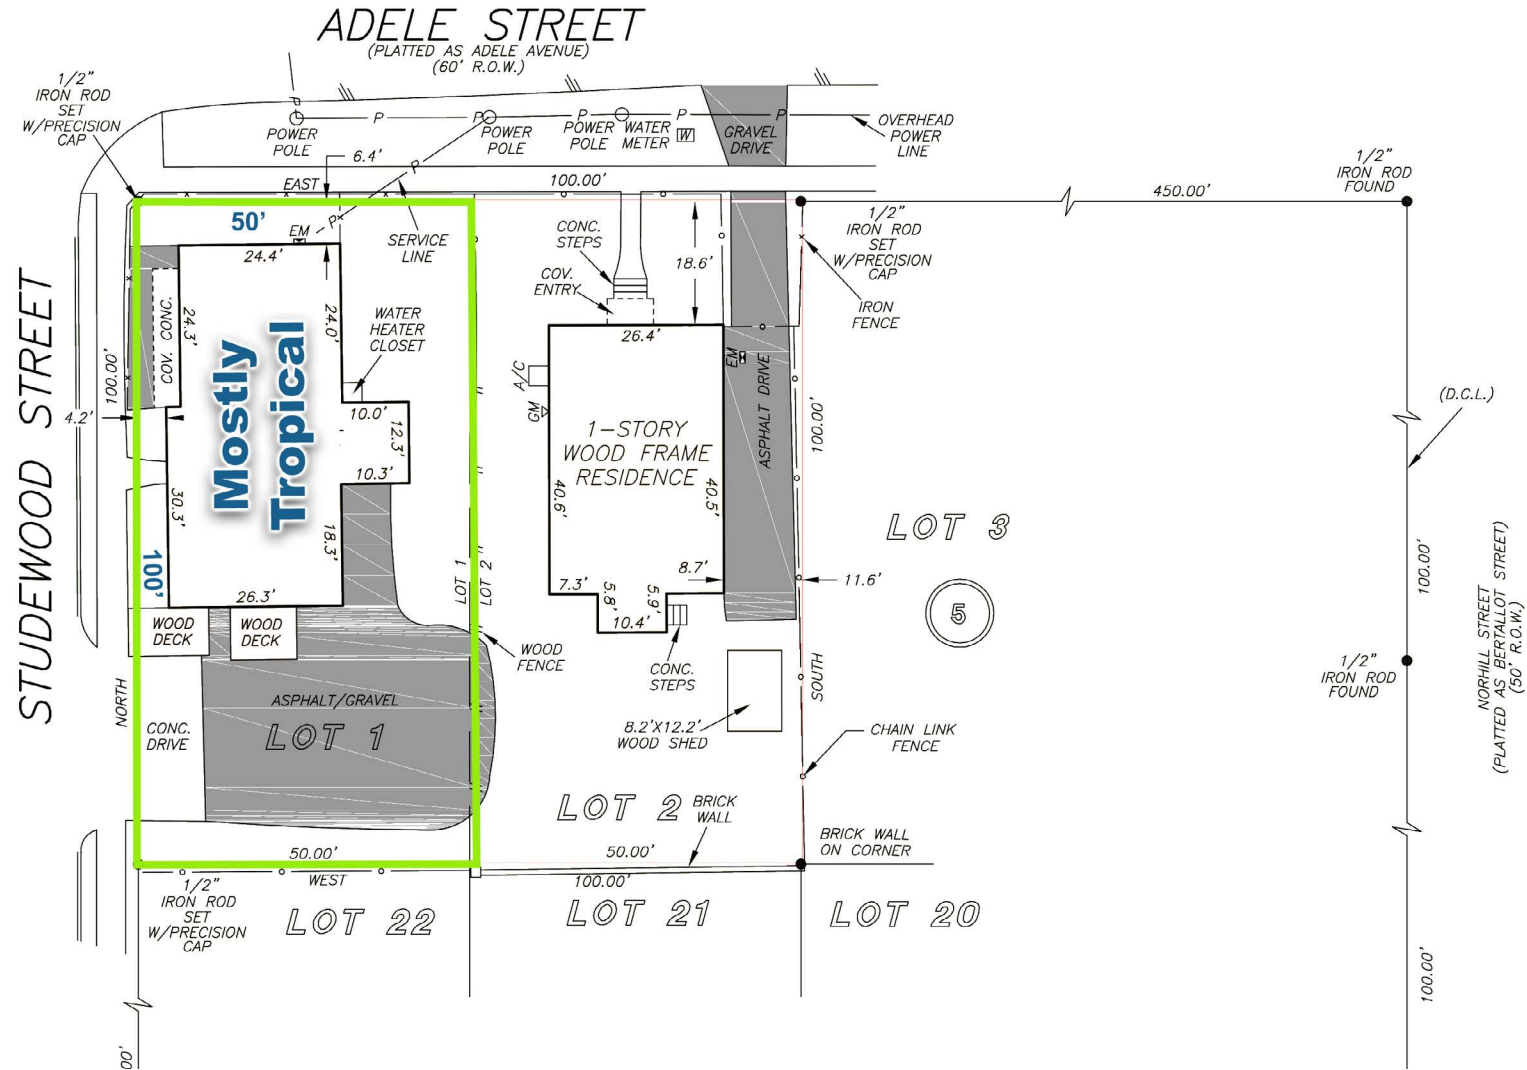 ADELE STREET
(PLATTED AS ADELE AVENUE)
(60' R.O.W.)
1/2"
IRON ROD
SET
W/PRECISION
CAP
POWER
POLE
P
P
POWER
POLE
POWER
POLE
WATER
METER
W
P
GRAVEL
DRIVE
P
OVERHEAD
POWER
LINE
6.4'
P
EAST
100.00'
450.00'
1/2"
IRON ROD
FOUND
50'
EM
P
24.4'
SERVICE
LINE
CONC.
STEPS
COV.
ENTRY
18.6'
1/2"
IRON ROD
SET
W/PRECISION
CAP
IRON
FENCE
STUDEWOOD STREET
100.00'
4.2'
COV. CONC.
24.3'
24.0'
Mostly
Tropical
WATER
HEATER
CLOSET
10.0'
12.3'
10.3'
30.3'
18.3'
100'
26.3'
WOOD
DECK
WOOD
DECK
A/C
GM
26.4'
EM
1-STORY
WOOD FRAME
RESIDENCE
40.6'
40.5'
ASPHALT DRIVE
100.00'
7.3'
5.8'
10.4'
5.9'
8.7'
11.6'
LOT 1
LOT 2
WOOD
FENCE
CONC.
STEPS
LOT 3
5
(D.C.L.)
100.00'
1/2"
IRON ROD
FOUND
NORHILL STREET
(PLATTED AS BERTALLOT STREET)
(50' R.O.W.)
NORTH
CONC.
DRIVE
ASPHALT/GRAVEL
LOT 1
8.2'X12.2'
WOOD SHED
SOUTH
CHAIN LINK
FENCE
LOT 2
BRICK
WALL
BRICK WALL
ON CORNER
50.00'
50.00'
WEST
100.00'
1/2"
IRON ROD
SET
W/PRECISION
CAP
LOT 22
LOT 21
LOT 20
100.00'
00'